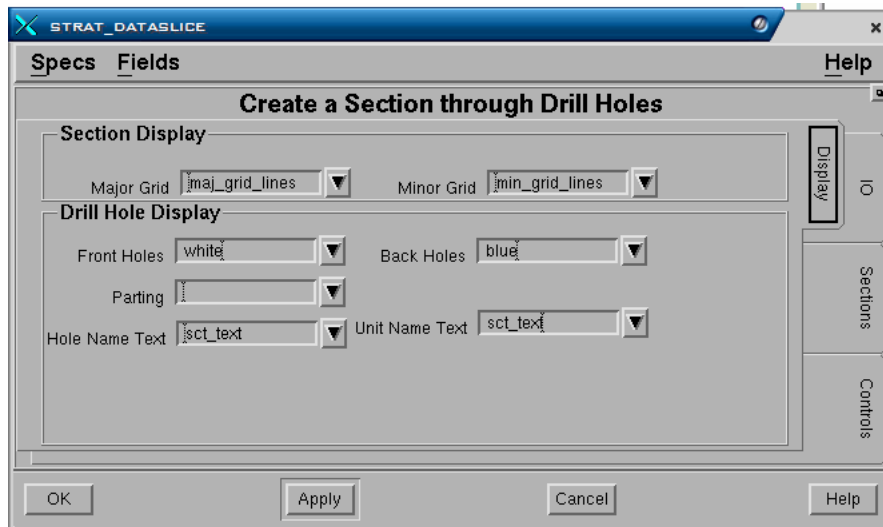 STRAT_DATASLICE
Specs Fields Help
Create a Section through Drill Holes
Section Display
Major Grid maj_grid_lines Minor Grid min_grid_lines
Drill Hole Display
Front Holes white Back Holes blue
Parting
Hole Name Text sct_text Unit Name Text sct_text
Display
IO
Sections
Controls
OK Apply Cancel Help